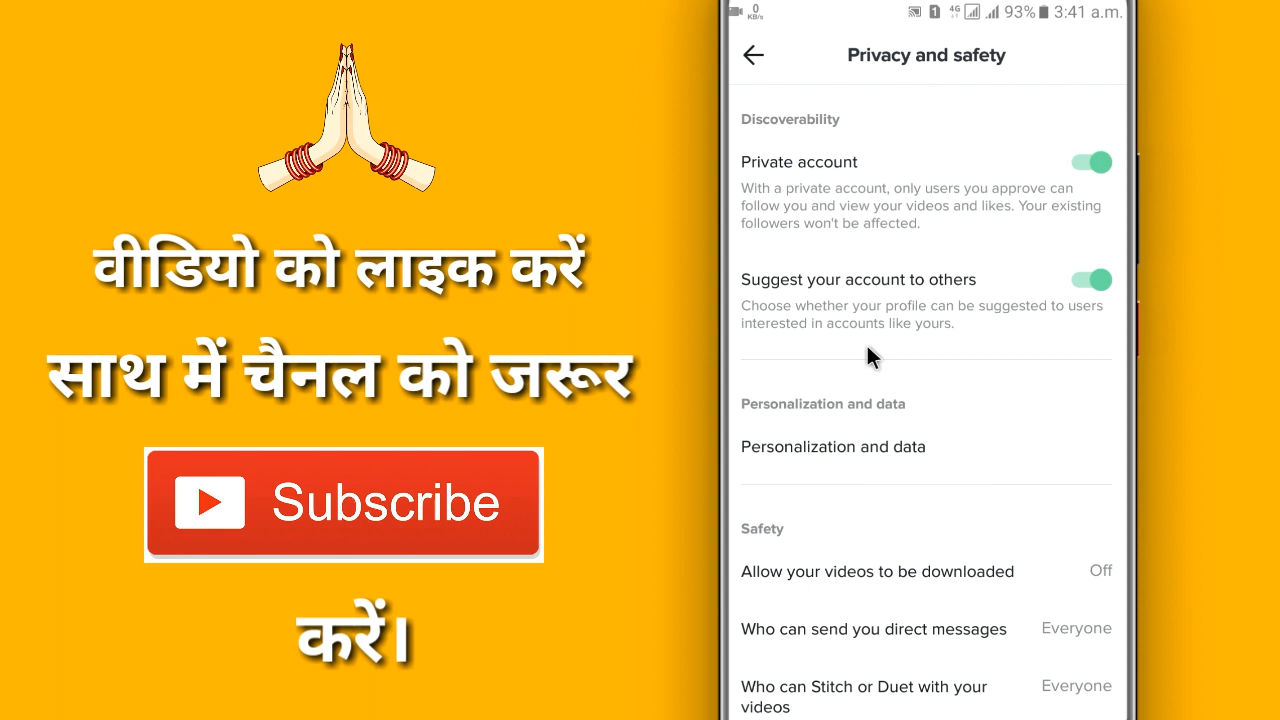 वीडियो को लाइक करें
साथ में चैनल को जरूर
Subscribe
करें।
0
KB/s
1
4G
93%
3:41 a.m.
Privacy and safety
Discoverability
Private account
With a private account, only users you approve can
follow you and view your videos and likes. Your existing
followers won't be affected.
Suggest your account to others
Choose whether your profile can be suggested to users
interested in accounts like yours.
Personalization and data
Personalization and data
Safety
Allow your videos to be downloaded Off
Who can send you direct messages Everyone
Who can Stitch or Duet with your Everyone
videos